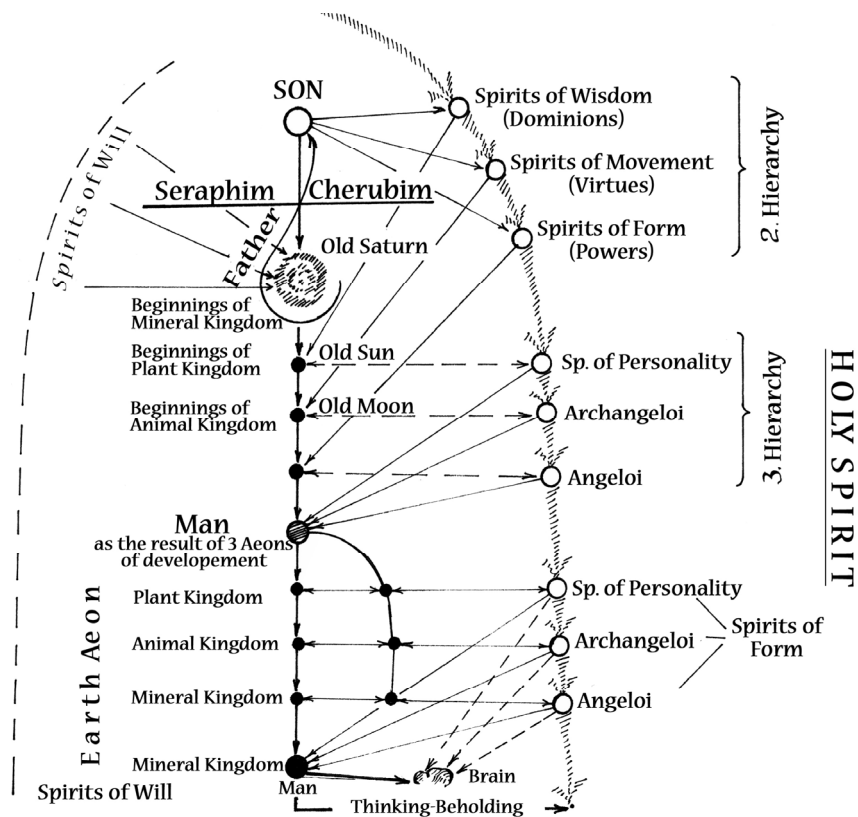 SON
Spirits of Wisdom
(Dominions)
Spirits of Movement
(Virtues)
Spirits of Form
(Powers)
2. Hierarchy
Spirits of Will
Seraphim
Cherubim
Father
Old Saturn
Beginnings of
Mineral Kingdom
Beginnings of
Plant Kingdom
Old Sun
Sp. of Personality
Beginnings of
Animal Kingdom
Old Moon
Archangeloi
Angeloi
3. Hierarchy
HOLY SPIRIT
Man
as the result of 3 Aeons
of developement
Plant Kingdom
Sp. of Personality
Animal Kingdom
Archangeloi
Spirits of
Form
Mineral Kingdom
Angeloi
Earth Aeon
Mineral Kingdom
Man
Brain
Spirits of Will
Thinking-Beholding